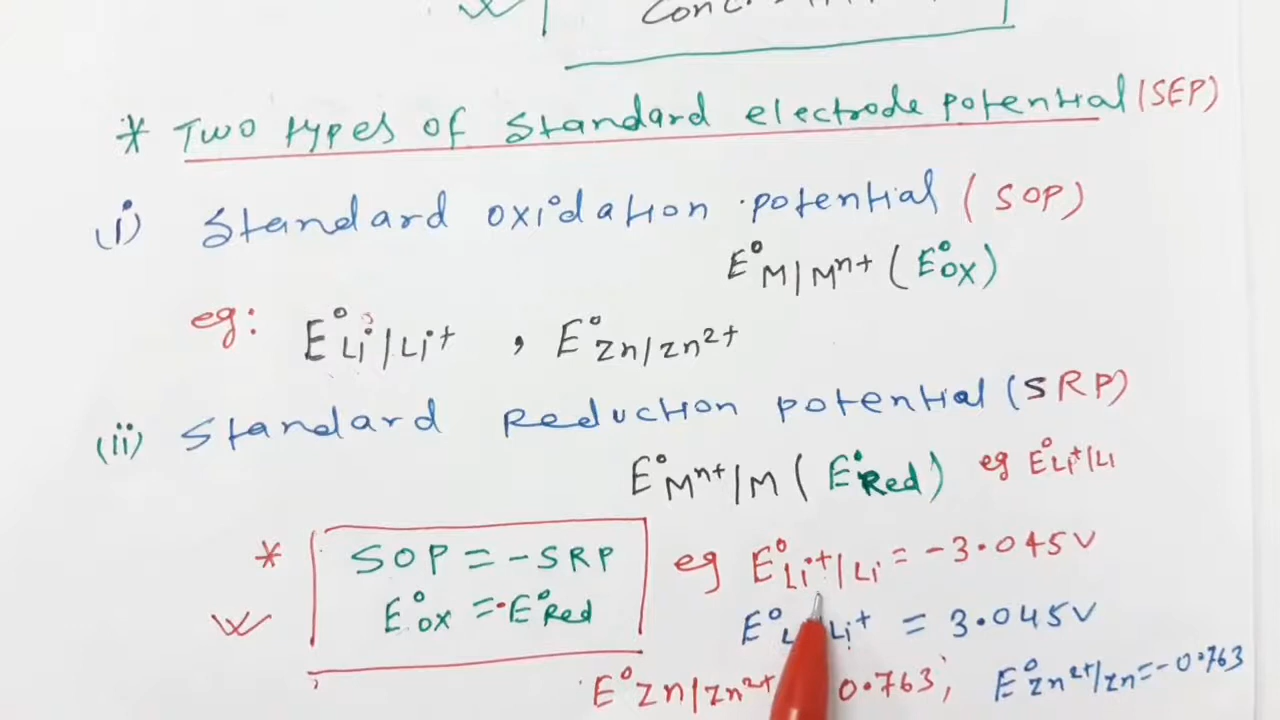 * Two types of Standard electrode potential (SEP)
(i) Standard oxidation potential (SOP)
E°M/Mⁿ⁺ (E°ox)
eg: E°Li/Li⁺ , E°Zn/Zn²⁺
(ii) Standard Reduction potential (SRP)
E°Mⁿ⁺/M (E°Red) eg E°Li⁺/Li
* SOP = -SRP eg E°Li⁺/Li = -3.045V
E°ox = -E°Red = 3.045V
E°Zn/Zn²⁺ 0.763; E°Zn²⁺/Zn = -0.763